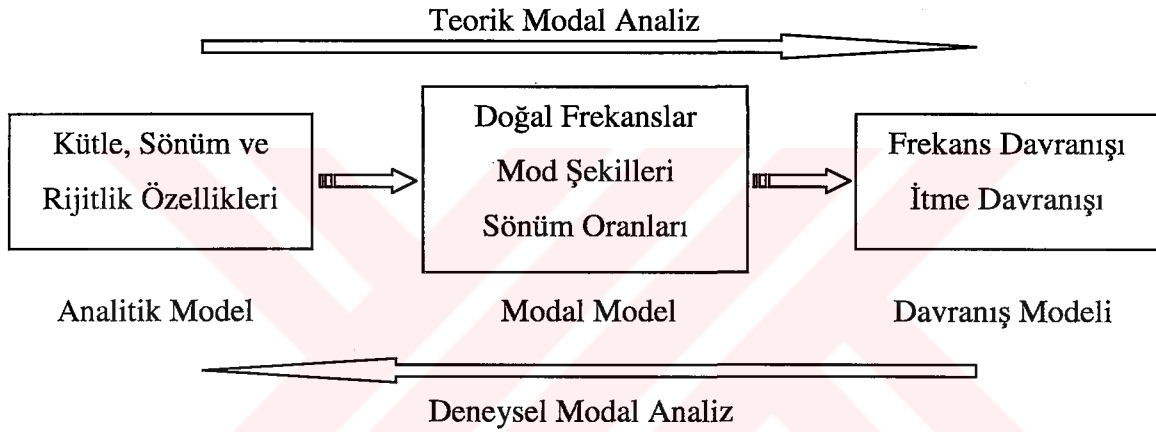 Teorik Modal Analiz
Kütle, Sönüm ve
Rijitlik Özellikleri
Doğal Frekanslar
Mod Şekilleri
Sönüm Oranları
Frekans Davranışı
İtme Davranışı
Analitik Model
Modal Model
Davranış Modeli
Deneysel Modal Analiz